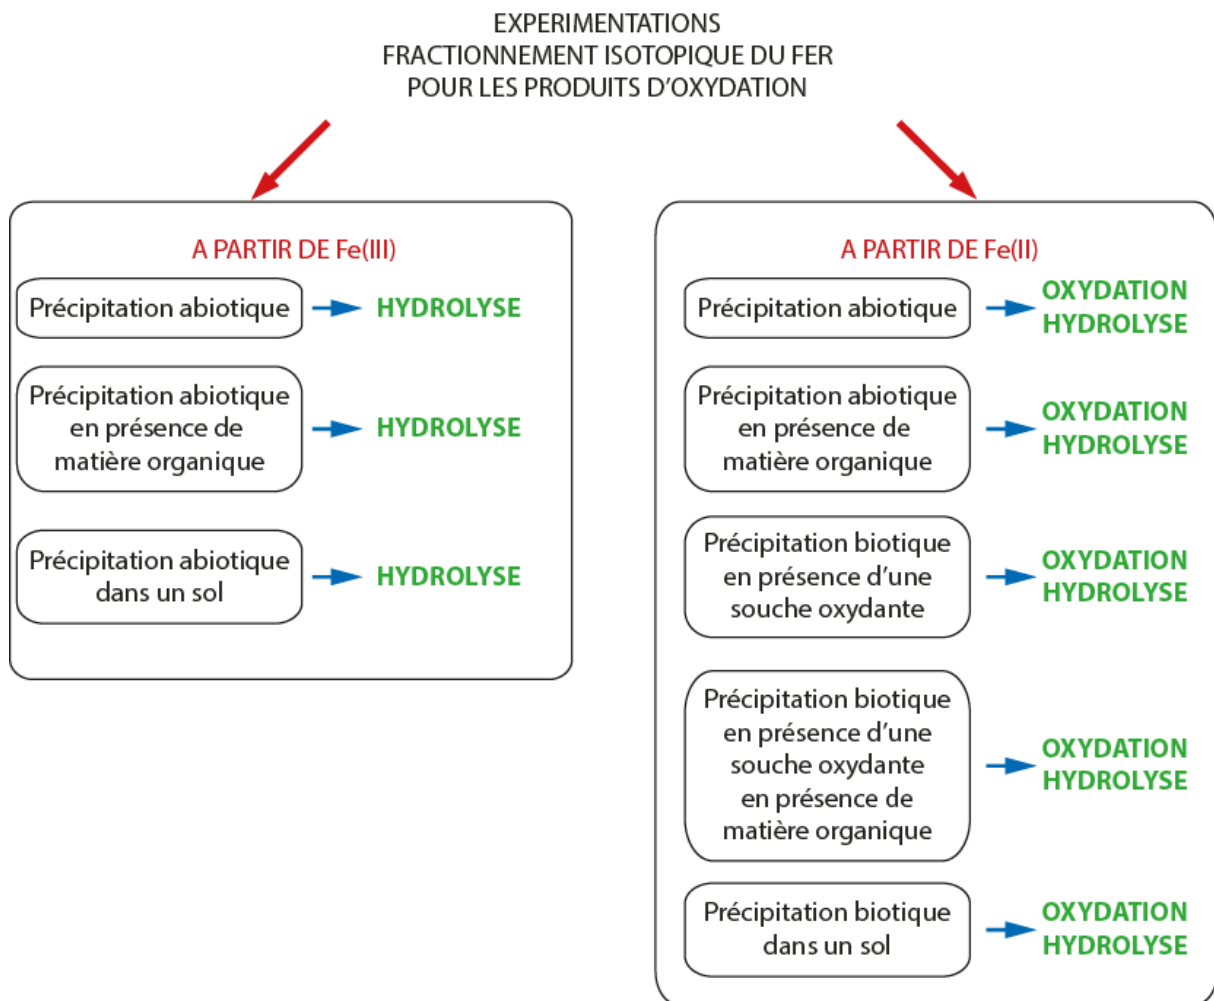 EXPERIMENTATIONS
FRACTIONNEMENT ISOTOPIQUE DU FER
POUR LES PRODUITS D'OXYDATION
A PARTIR DE Fe(III)
Précipitation abiotique
HYDROLYSE
Précipitation abiotique
en présence de
matière organique
HYDROLYSE
Précipitation abiotique
dans un sol
HYDROLYSE
A PARTIR DE Fe(II)
Précipitation abiotique
OXYDATION
HYDROLYSE
Précipitation abiotique
en présence de
matière organique
OXYDATION
HYDROLYSE
Précipitation biotique
en présence d'une
souche oxydante
OXYDATION
HYDROLYSE
Précipitation biotique
en présence d'une
souche oxydante
en présence de
matière organique
OXYDATION
HYDROLYSE
Précipitation biotique
dans un sol
OXYDATION
HYDROLYSE